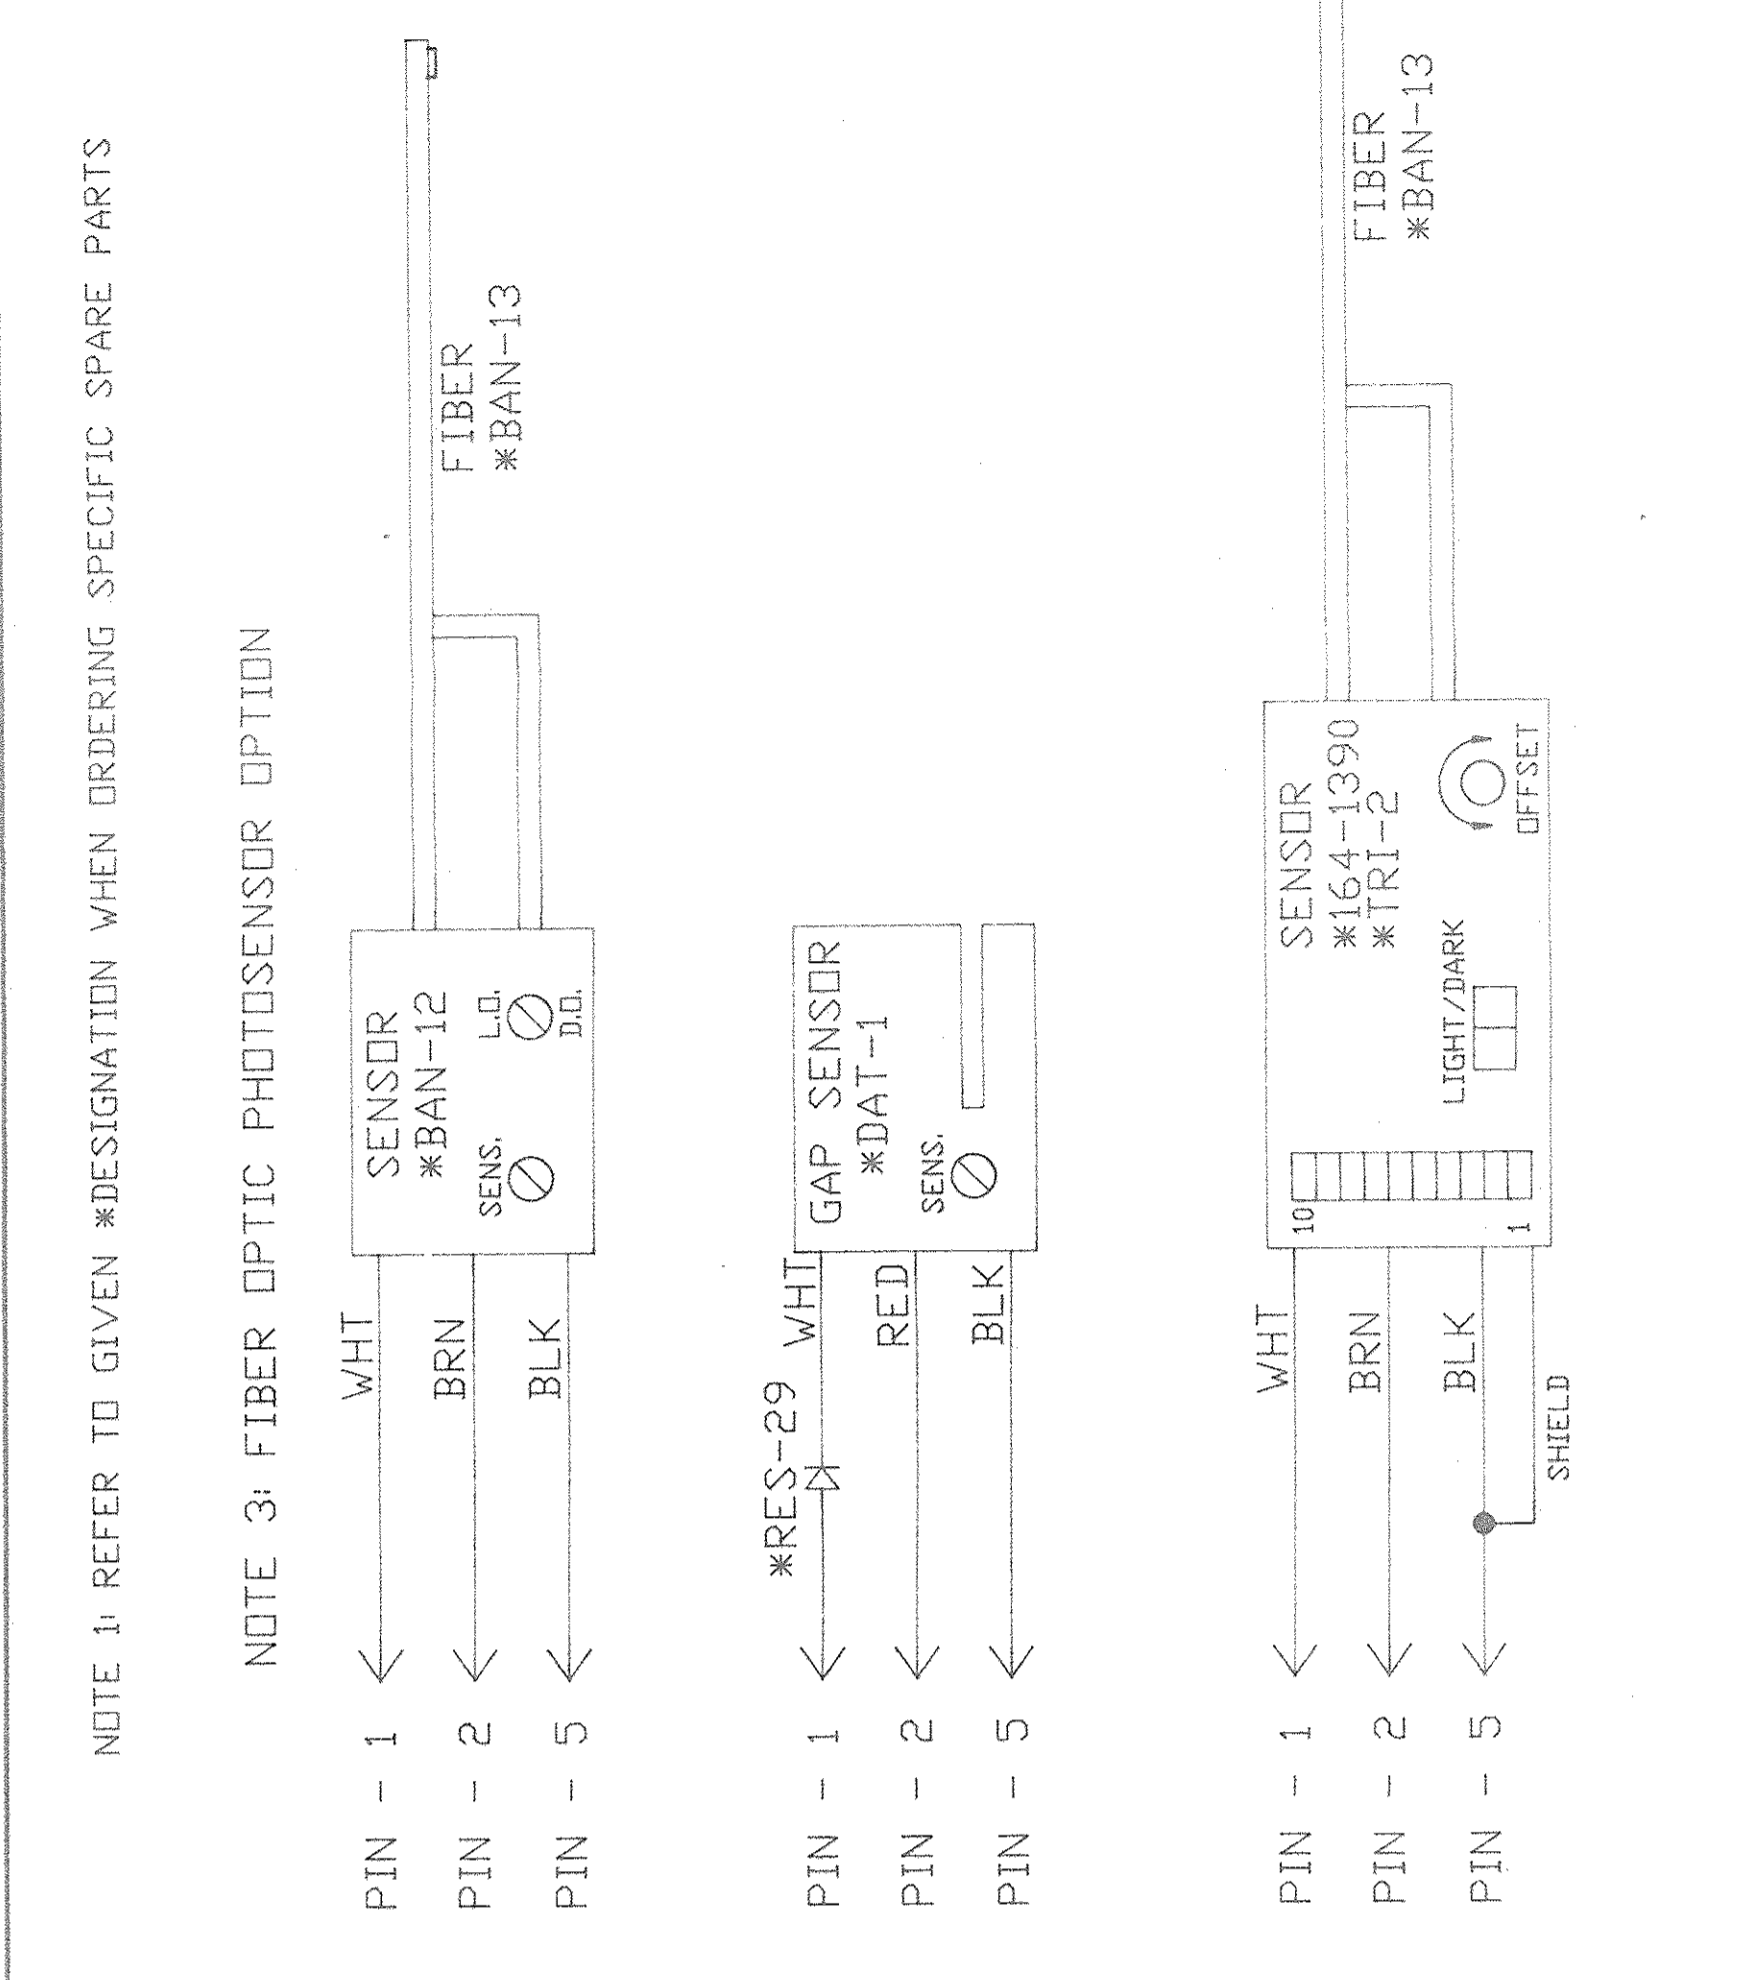 NOTE 1: REFER TO GIVEN *DESIGNATION WHEN ORDERING SPECIFIC SPARE PARTS
NOTE 3: FIBER OPTIC PHOTOSENSOR OPTION
PIN - 1
WHT
PIN - 2
BRN
PIN - 5
BLK
SENSOR
*BAN-12
SENS.
L.O.
D.O.
FIBER
*BAN-13
PIN - 1
*RES-29
WHT
PIN - 2
RED
PIN - 5
BLK
GAP SENSOR
*DAT-1
SENS.
PIN - 1
WHT
PIN - 2
BRN
PIN - 5
BLK
SHIELD
10
1
SENSOR
*164-1390
*TRI-2
LIGHT/DARK
OFFSET
FIBER
*BAN-13